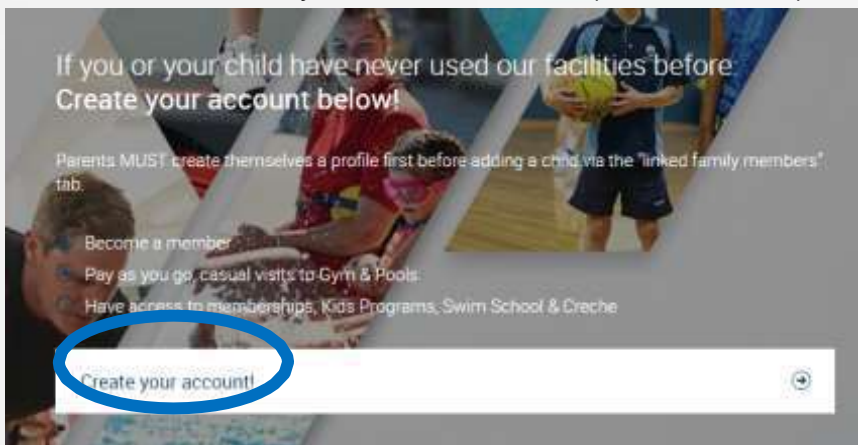 If you or your child have never used our facilities before.
Create your account below!
Parents MUST create themselves a profile first before adding a child via the "linked family members"
tab.
Become a member
Pay as you go, casual visits to Gym & Pools.
Have access to memberships, Kids Programs, Swim School & Creche
Create your account!